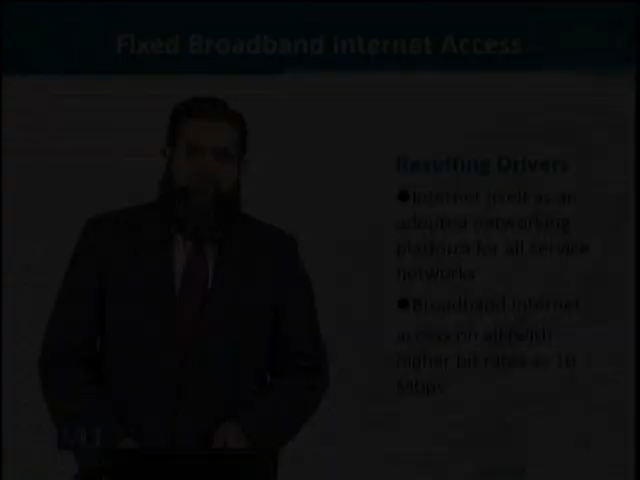 Fixed Broadband Internet Access
Resulting Drivers
●Internet itself as an
adopted networking
platform for all service
networks
●Broadband Internet
access on all (with
higher bit rates as 10
Mbps